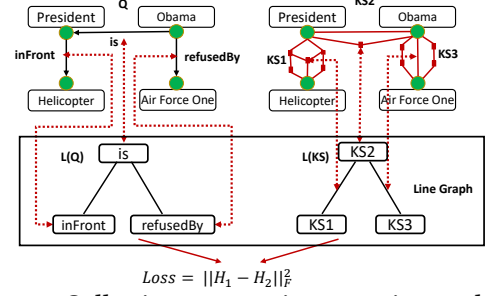 Q
KS2
President
Obama
President
Obama
is
inFront
refusedBy
KS1
KS3
Helicopter
Air Force One
Helicopter
Air Force One
L(Q)
is
L(KS)
KS2
Line Graph
inFront
refusedBy
KS1
KS3
Loss = ||H₁ − H₂||²_F